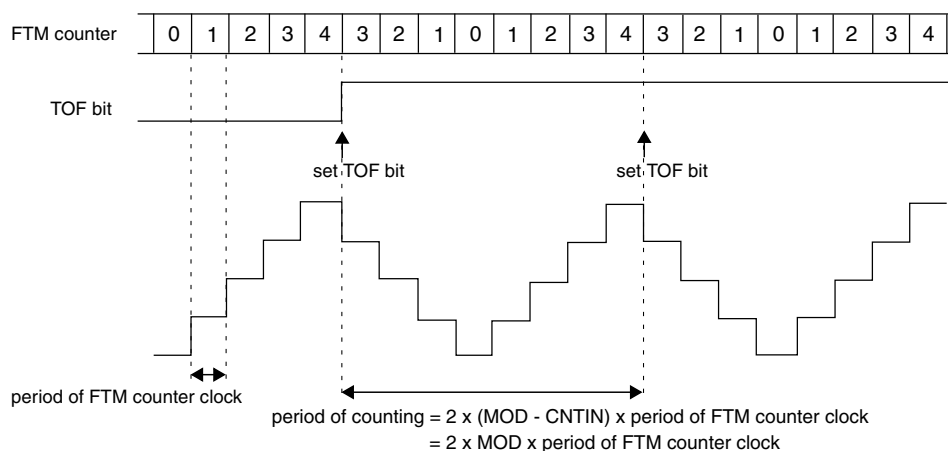 FTM counter 0 1 2 3 4 3 2 1 0 1 2 3 4 3 2 1 0 1 2 3 4
TOF bit
set TOF bit set TOF bit
period of FTM counter clock
period of counting = 2 x (MOD - CNTIN) x period of FTM counter clock
= 2 x MOD x period of FTM counter clock